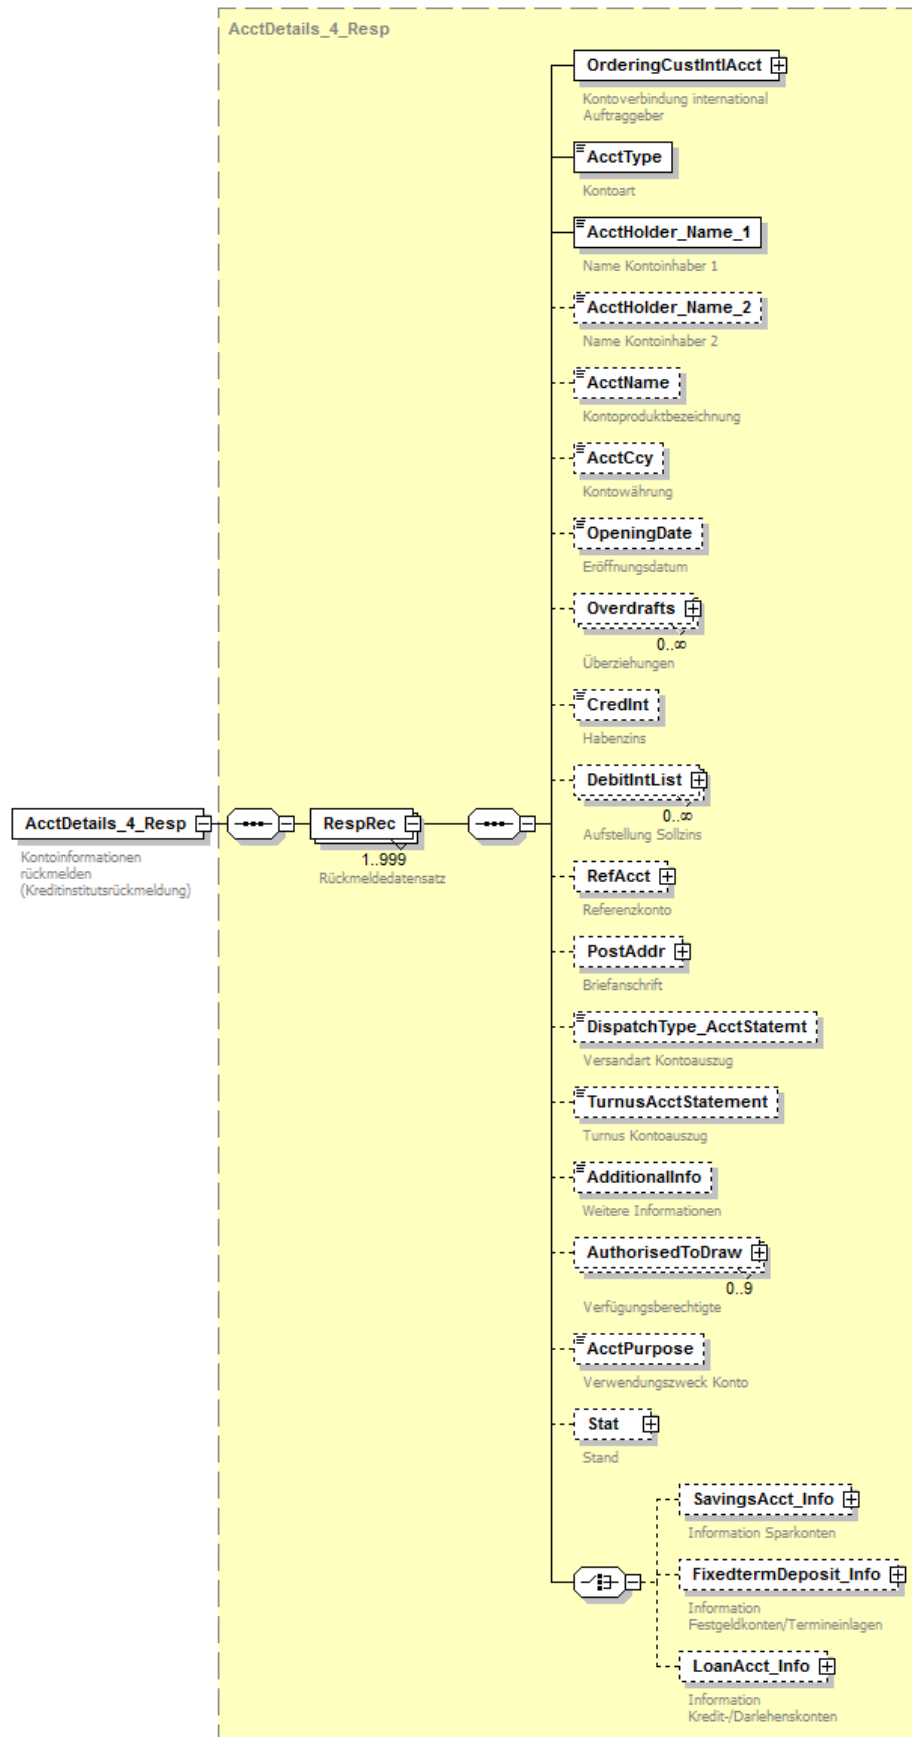 AcctDetails_4_Resp
OrderingCustIntlAcct
Kontoverbindung international
Auftraggeber
AcctType
Kontoart
AcctHolder_Name_1
Name Kontoinhaber 1
AcctHolder_Name_2
Name Kontoinhaber 2
AcctName
Kontoproduktbezeichnung
AcctCcy
Kontowährung
OpeningDate
Eröffnungsdatum
Overdrafts
0..∞
Überziehungen
CredInt
Habenzins
DebitIntList
0..∞
Aufstellung Sollzins
AcctDetails_4_Resp
Kontoinformationen
rückmelden
(Kreditinstitutsrückmeldung)
RespRec
1..999
Rückmeldedatensatz
RefAcct
Referenzkonto
PostAddr
Briefanschrift
DispatchType_AcctStatemt
Versandart Kontoauszug
TurnusAcctStatement
Turnus Kontoauszug
AdditionalInfo
Weitere Informationen
AuthorisedToDraw
0..9
Verfügungsberechtigte
AcctPurpose
Verwendungszweck Konto
Stat
Stand
SavingsAcct_Info
Information Sparkonten
FixedtermDeposit_Info
Information
Festgeldkonten/Termineinlagen
LoanAcct_Info
Information
Kredit-/Darlehenskonten